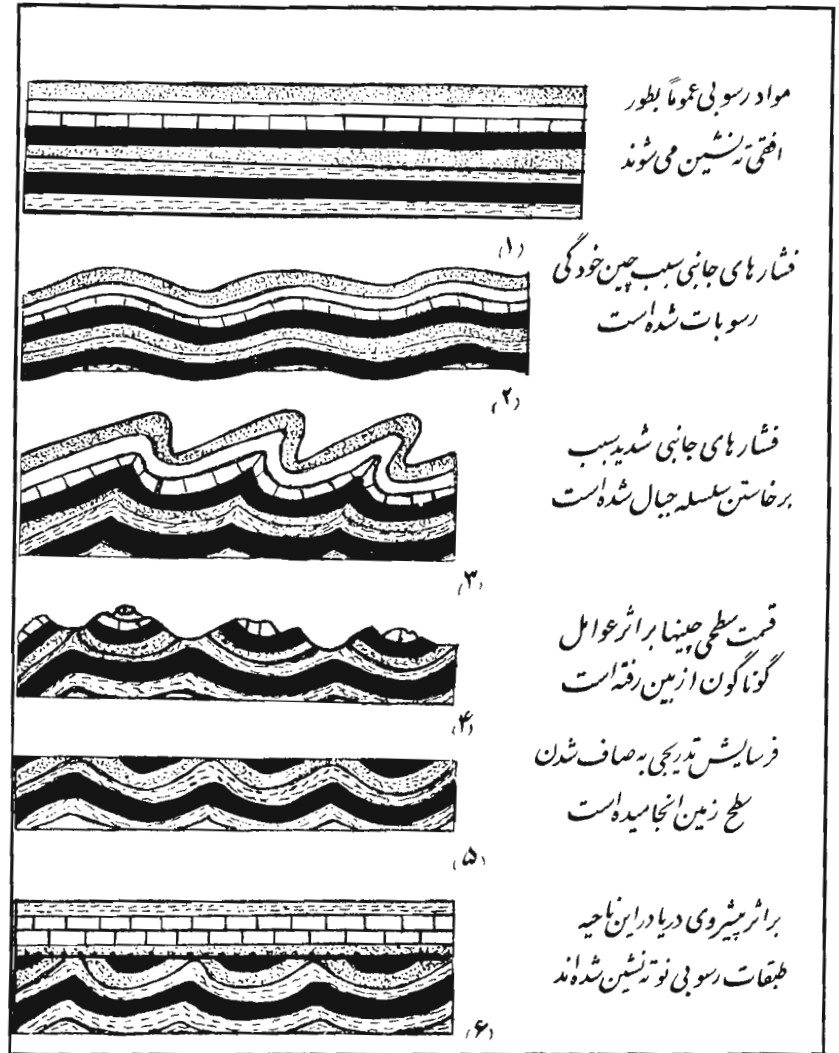 مواد رسوبی عموماً بطور
افقی ته نشین می شوند
(۱)
فشارهای جانبی سبب چین خوردگی
رسوبات شده است
(۲)
فشارهای جانبی شدید سبب
برخاستن سلسله جبال شده است
(۳)
قسمت سطحی چینها بر اثر عوامل
گوناگون از بین رفته است
(۴)
فرسایش تدریجی به صاف شدن
سطح زمین انجامیده است
(۵)
بر اثر پیشروی دریا در این ناحیه
طبقات رسوبی نو ته نشین شده اند
(۶)